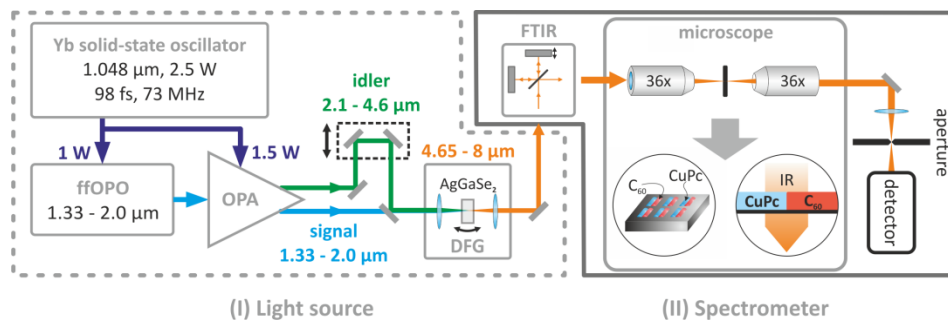 Yb solid-state oscillator
1.048 µm, 2.5 W
98 fs, 73 MHz
1 W
1.5 W
ffOPO
1.33 - 2.0 µm
OPA
idler
2.1 - 4.6 µm
signal
1.33 - 2.0 µm
4.65 - 8 µm
AgGaSe₂
DFG
(I) Light source
FTIR
microscope
36x
36x
C₆₀
CuPc
IR
CuPc
C₆₀
aperture
detector
(II) Spectrometer